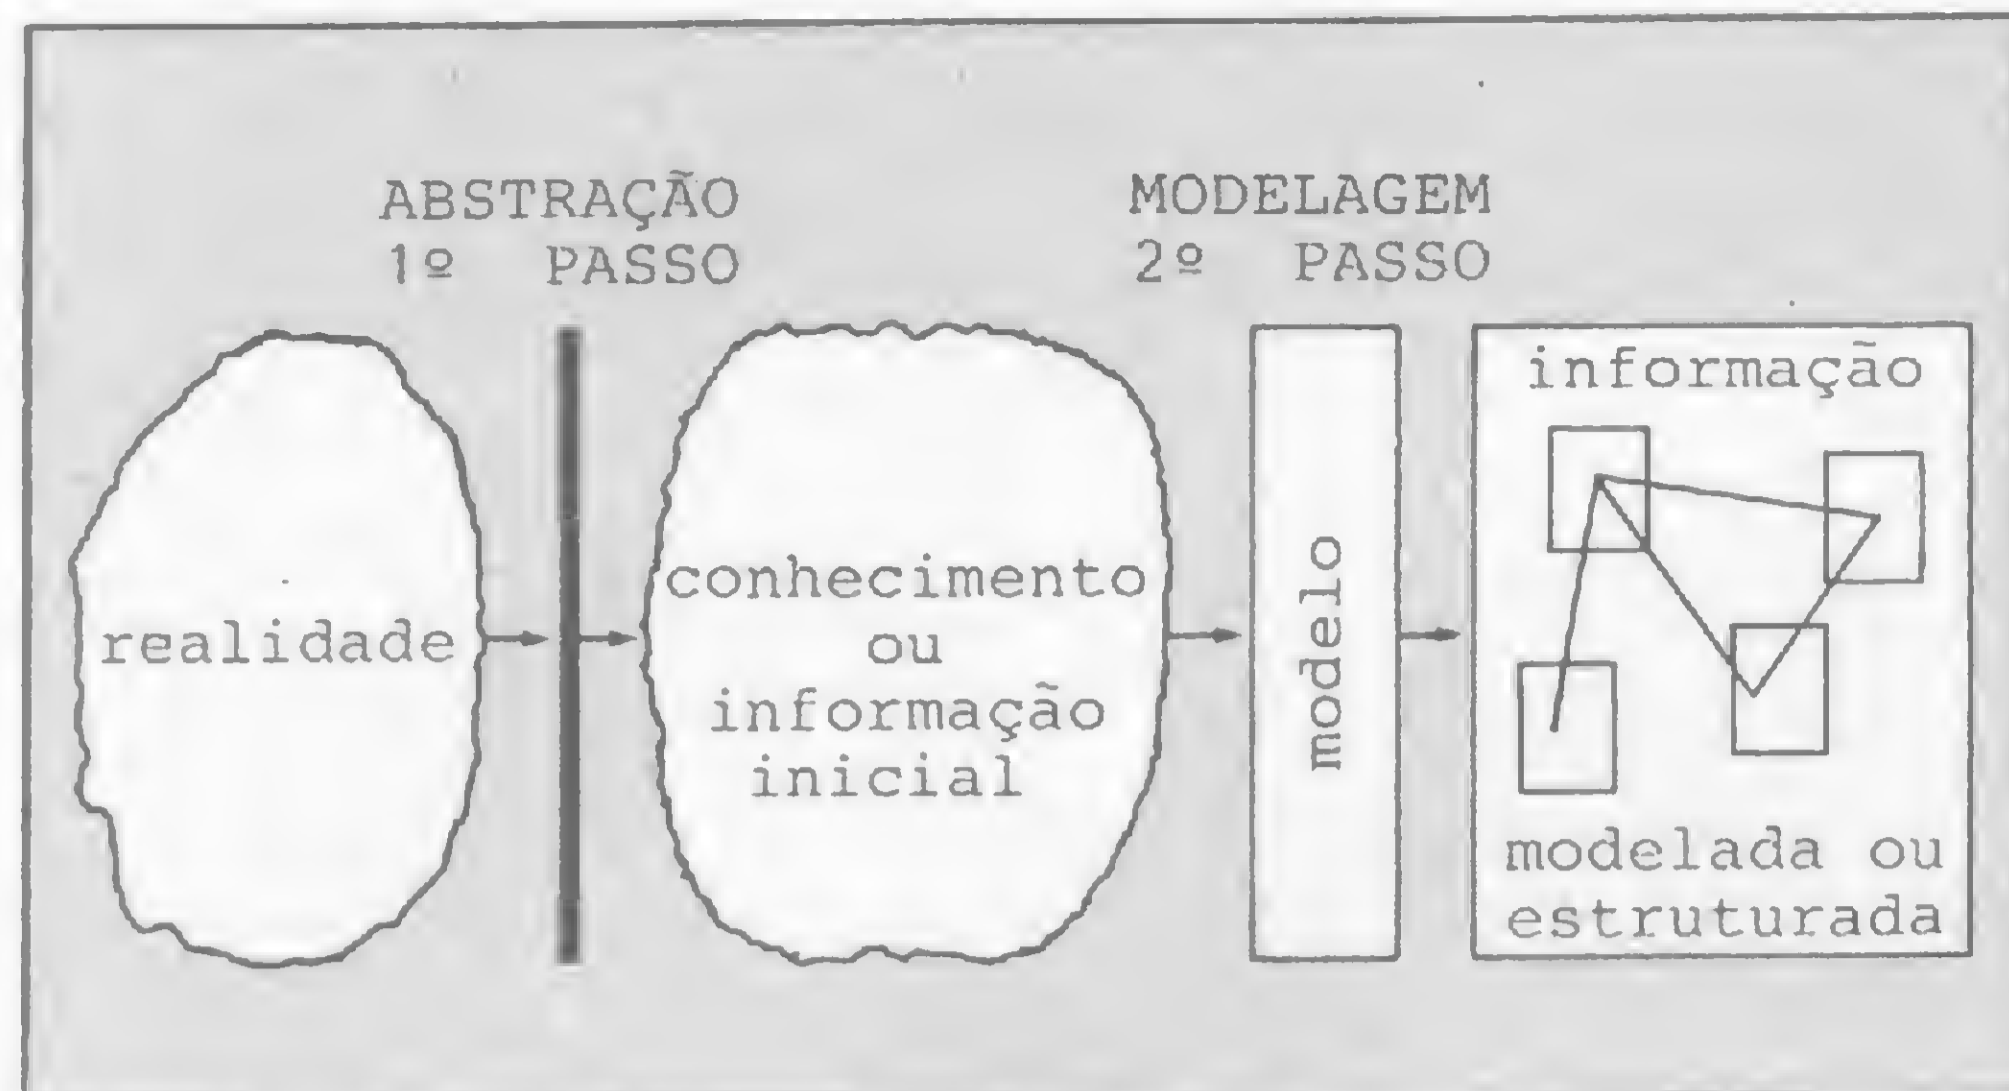 ABSTRAÇÃO
1º PASSO
MODELAGEM
2º PASSO
realidade
conhecimento
ou
informação
inicial
modelo
informação
modelada ou
estruturada